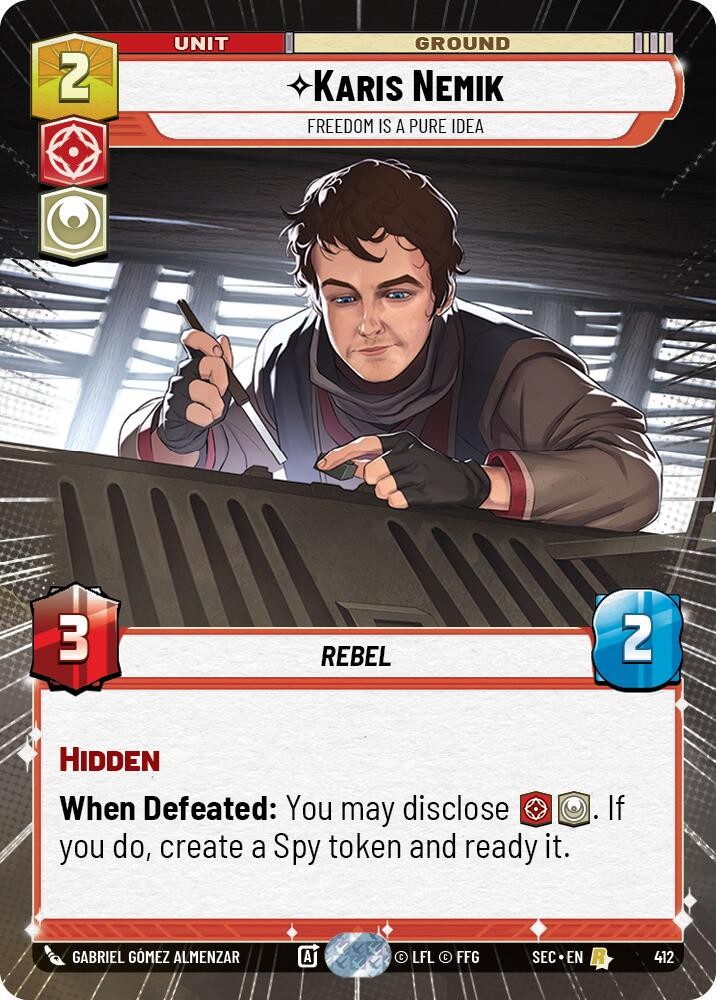 UNIT GROUND
2
KARIS NEMIK
FREEDOM IS A PURE IDEA
3
REBEL
2
HIDDEN
When Defeated: You may disclose . If
you do, create a Spy token and ready it.
GABRIEL GÓMEZ ALMENZAR A © LFL © FFG SEC • EN R 412